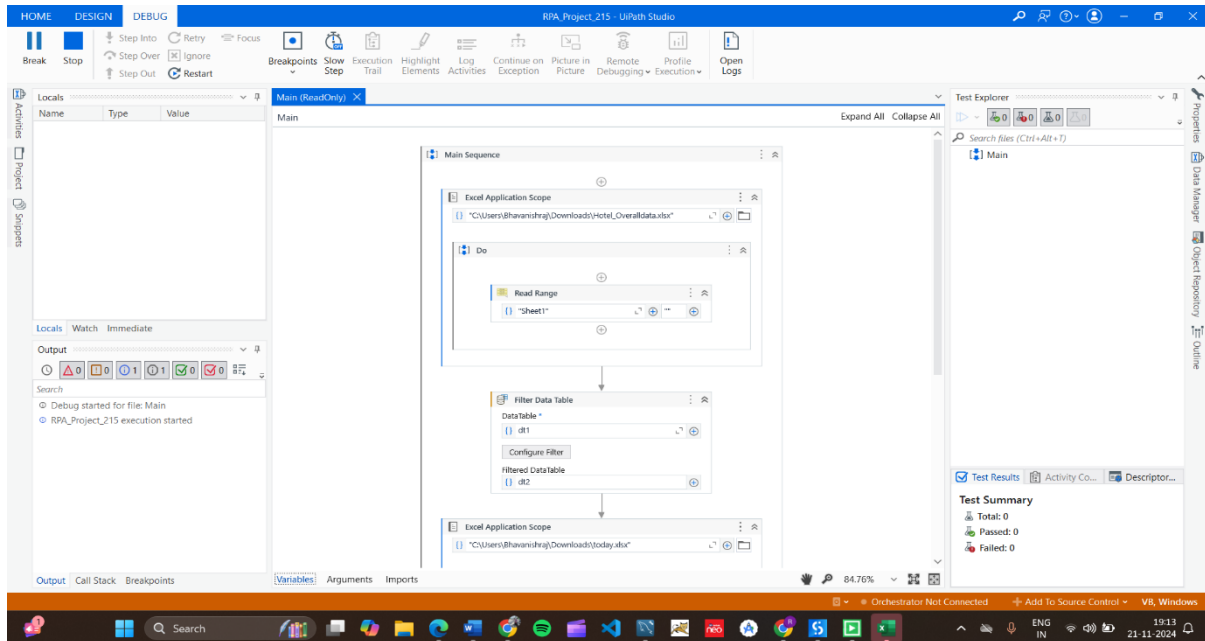 HOME DESIGN DEBUG RPA_Project_215 - UiPath Studio
Step Into Retry Focus
Break Stop Step Over Ignore Breakpoints Slow Step Execution Trail Highlight Elements Log Activities Continue on Exception Picture in Picture Remote Debugging Profile Execution Open Logs
Step Out Restart
Activities
Project
Snippets
Locals
Name Type Value
Locals Watch Immediate
Output
0 0 1 1 0 0
Search
Debug started for file: Main
RPA_Project_215 execution started
Output Call Stack Breakpoints
Main (ReadOnly)
Main Expand All Collapse All
Main Sequence
Excel Application Scope
"C:\Users\Bhavanishraj\Downloads\Hotel_Overalldata.xlsx"
Do
Read Range
"Sheet1" ""
Filter Data Table
DataTable *
dt1
Configure Filter
Filtered DataTable
dt2
Excel Application Scope
"C:\Users\Bhavanishraj\Downloads\today.xlsx"
Variables Arguments Imports 84.76%
Test Explorer
0 0 0 0
Search files (Ctrl+Alt+T)
Main
Test Results Activity Co... Descriptor...
Test Summary
Total: 0
Passed: 0
Failed: 0
Properties
Data Manager
Object Repository
Outline
Orchestrator Not Connected Add To Source Control VB, Windows
1 Search neo ENG IN 19:13
21-11-2024